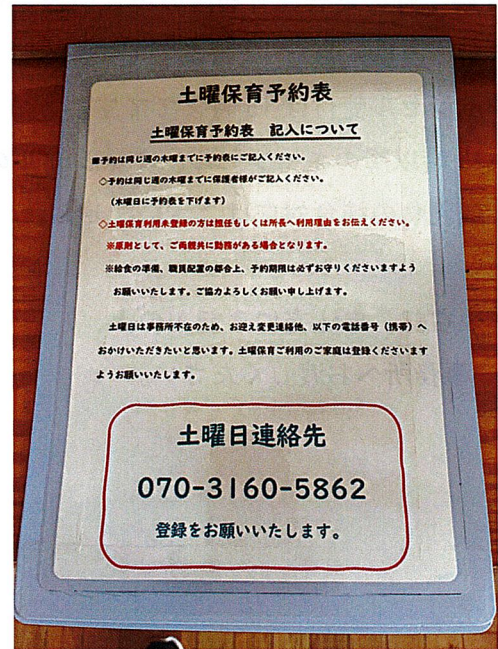 土曜保育予約表
土曜保育予約表 記入について
■予約は同じ週の木曜までに予約表にご記入ください。
◇予約は同じ週の木曜までに保護者様がご記入ください。
(木曜日に予約表を下げます)
◇土曜保育利用未登録の方は担任もしくは所長へ利用理由をお伝えください。
※原則として、ご両親共に勤務がある場合となります。
※給食の準備、職員配置の都合上、予約期限は必ずお守りくださいますよう
お願いいたします。ご協力よろしくお願い申し上げます。
土曜日は事務所不在のため、お迎え変更連絡他、以下の電話番号(携帯)へ
おかけいただきたいと思います。土曜保育ご利用のご家庭は登録くださいます
ようお願いいたします。
土曜日連絡先
070-3160-5862
登録をお願いいたします。